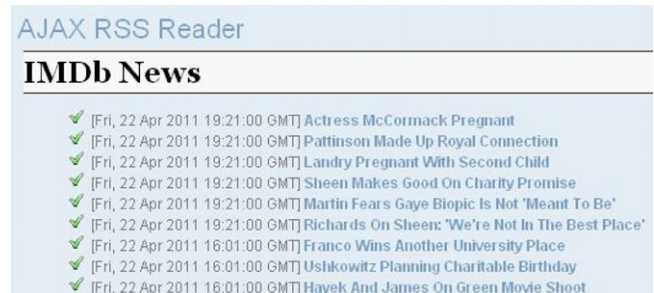 AJAX RSS Reader
IMDb News
[Fri, 22 Apr 2011 19:21:00 GMT] Actress McCormack Pregnant
[Fri, 22 Apr 2011 19:21:00 GMT] Pattinson Made Up Royal Connection
[Fri, 22 Apr 2011 19:21:00 GMT] Landry Pregnant With Second Child
[Fri, 22 Apr 2011 19:21:00 GMT] Sheen Makes Good On Charity Promise
[Fri, 22 Apr 2011 19:21:00 GMT] Martin Fears Gaye Biopic Is Not 'Meant To Be'
[Fri, 22 Apr 2011 19:21:00 GMT] Richards On Sheen: 'We're Not In The Best Place'
[Fri, 22 Apr 2011 16:01:00 GMT] Franco Wins Another University Place
[Fri, 22 Apr 2011 16:01:00 GMT] Ushkowitz Planning Charitable Birthday
[Fri, 22 Apr 2011 16:01:00 GMT] Hayek And James On Green Movie Shoot